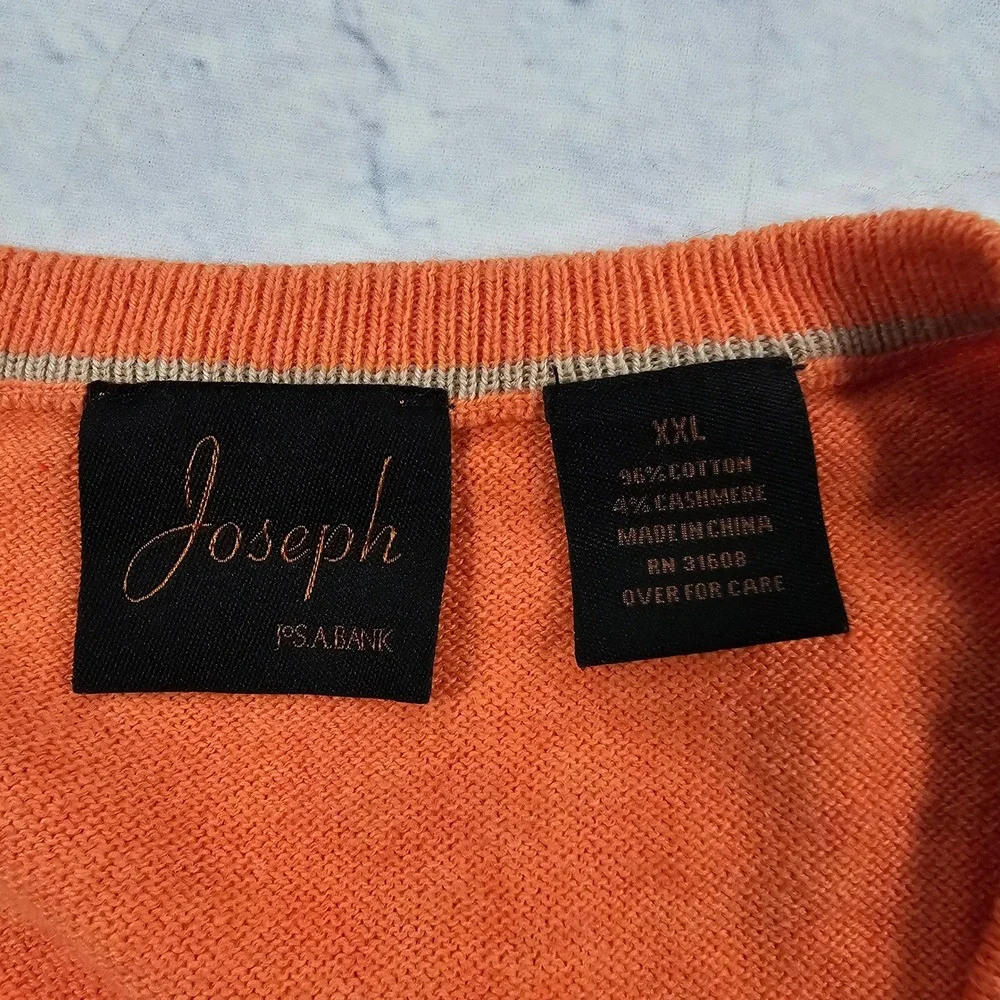 Joseph
JoS.A.BANK
XXL
96% COTTON
4% CASHMERE
MADE IN CHINA
RN 31608
OVER FOR CARE